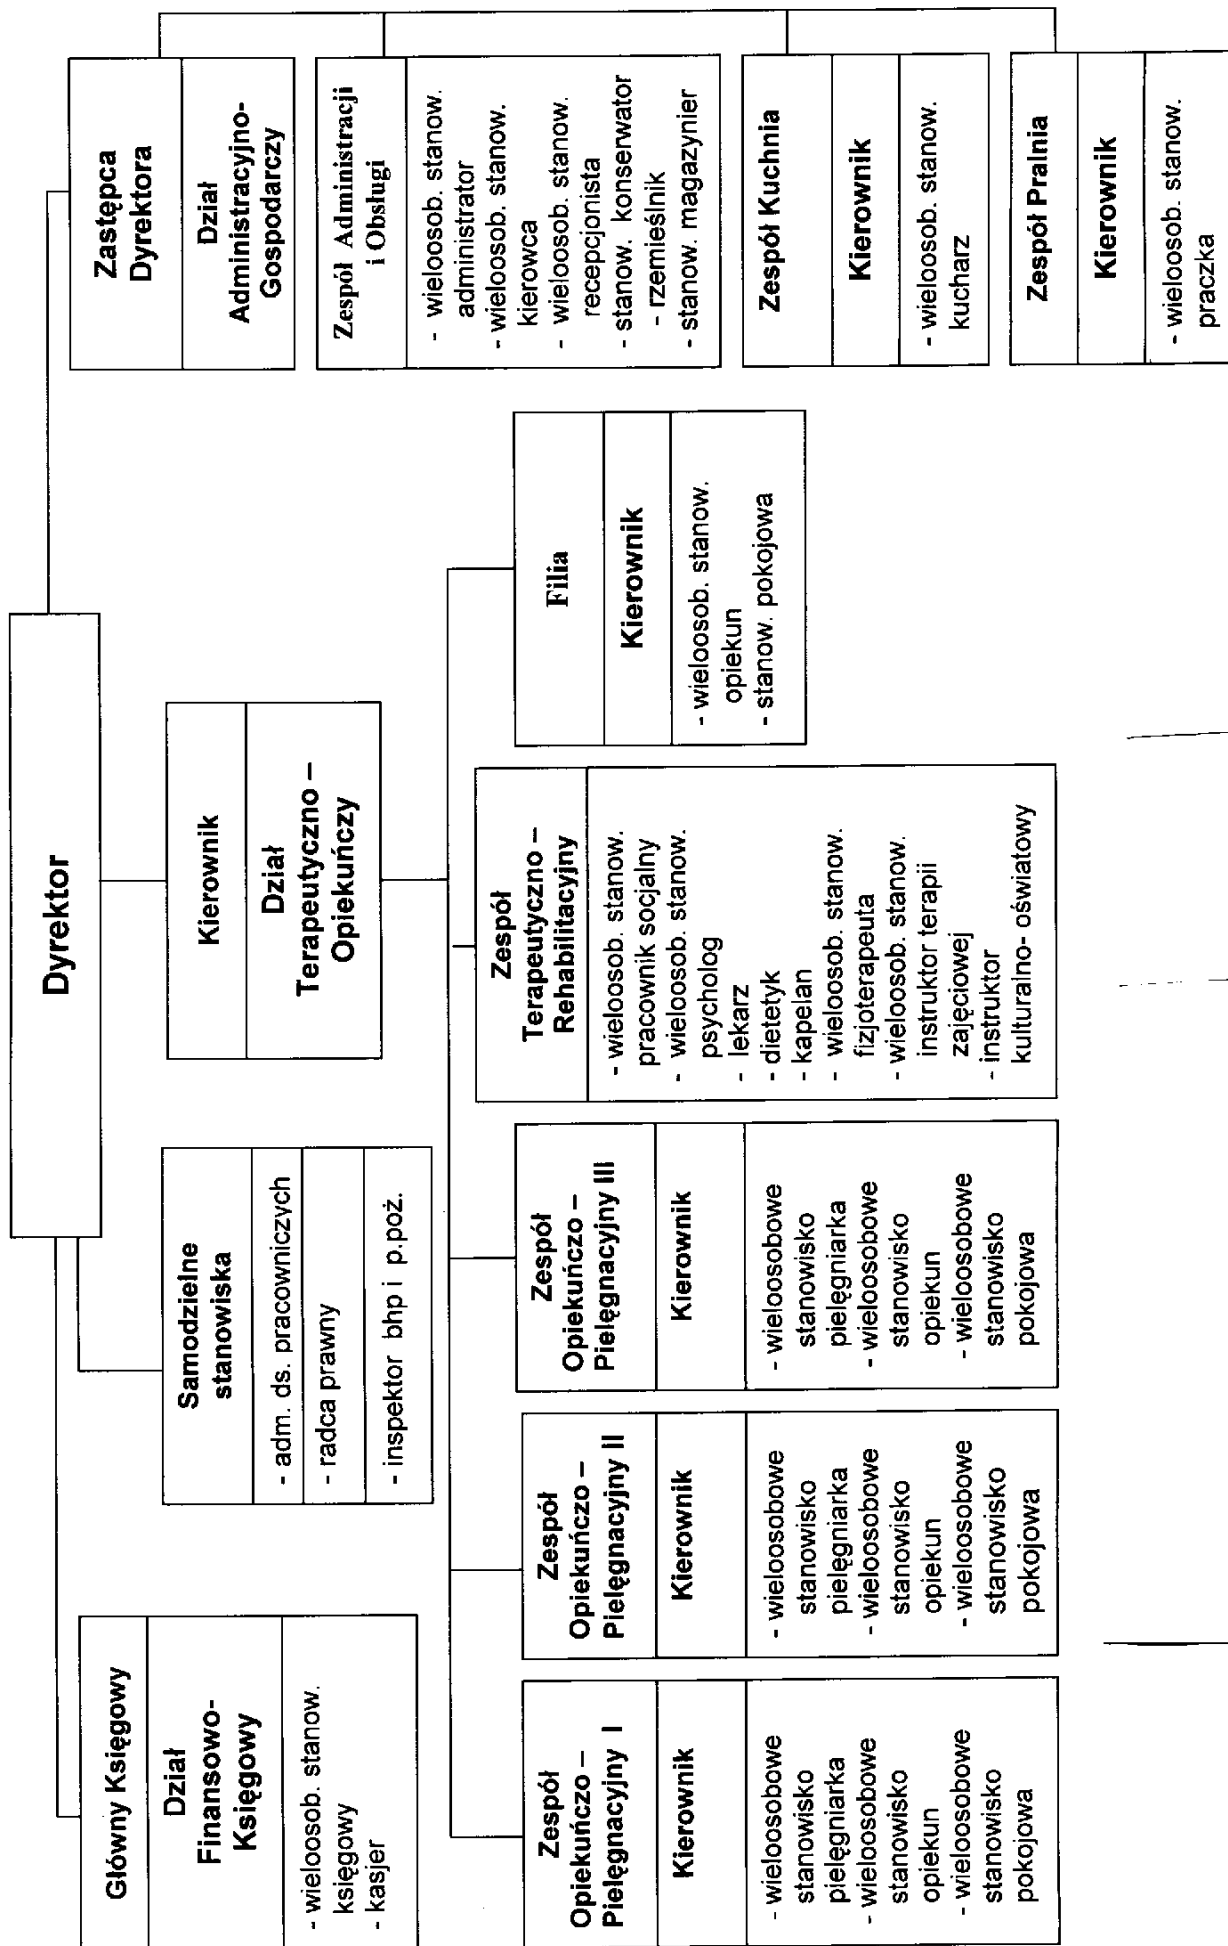 Dyrektor
Główny Księgowy
Dział
Finansowo-
Księgowy
- wieloosob. stanow.
księgowy
- kasjer
Samodzielne
stanowiska
- adm. ds. pracowniczych
- radca prawny
- inspektor bhp i p.poż.
Kierownik
Dział
Terapeutyczno –
Opiekuńczy
Zastępca
Dyrektora
Dział
Administracyjno-
Gospodarczy
Zespół Administracji
i Obsługi
- wieloosob. stanow.
administrator
- wieloosob. stanow.
kierowca
- wieloosob. stanow.
recepcjonista
- stanow. konserwator
- rzemieślnik
- stanow. magazynier
Zespół Kuchnia
Kierownik
- wieloosob. stanow.
kucharz
Zespół Pralnia
Kierownik
- wieloosob. stanow.
praczka
Zespół
Opiekuńczo –
Pielęgnacyjny I
Kierownik
- wieloosobowe
stanowisko
pielęgniarka
- wieloosobowe
stanowisko
opiekun
- wieloosobowe
stanowisko
pokojowa
Zespół
Opiekuńczo –
Pielęgnacyjny II
Kierownik
- wieloosobowe
stanowisko
pielęgniarka
- wieloosobowe
stanowisko
opiekun
- wieloosobowe
stanowisko
pokojowa
Zespół
Opiekuńczo –
Pielęgnacyjny III
Kierownik
- wieloosobowe
stanowisko
pielęgniarka
- wieloosobowe
stanowisko
opiekun
- wieloosobowe
stanowisko
pokojowa
Zespół
Terapeutyczno –
Rehabilitacyjny
- wieloosob. stanow.
pracownik socjalny
- wieloosob. stanow.
psycholog
- lekarz
- dietetyk
- kapelan
- wieloosob. stanow.
fizjoterapeuta
- wieloosob. stanow.
instruktor terapii
zajęciowej
- instruktor
kulturalno- oświatowy
Filia
Kierownik
- wieloosob. stanow.
opiekun
- stanow. pokojowa